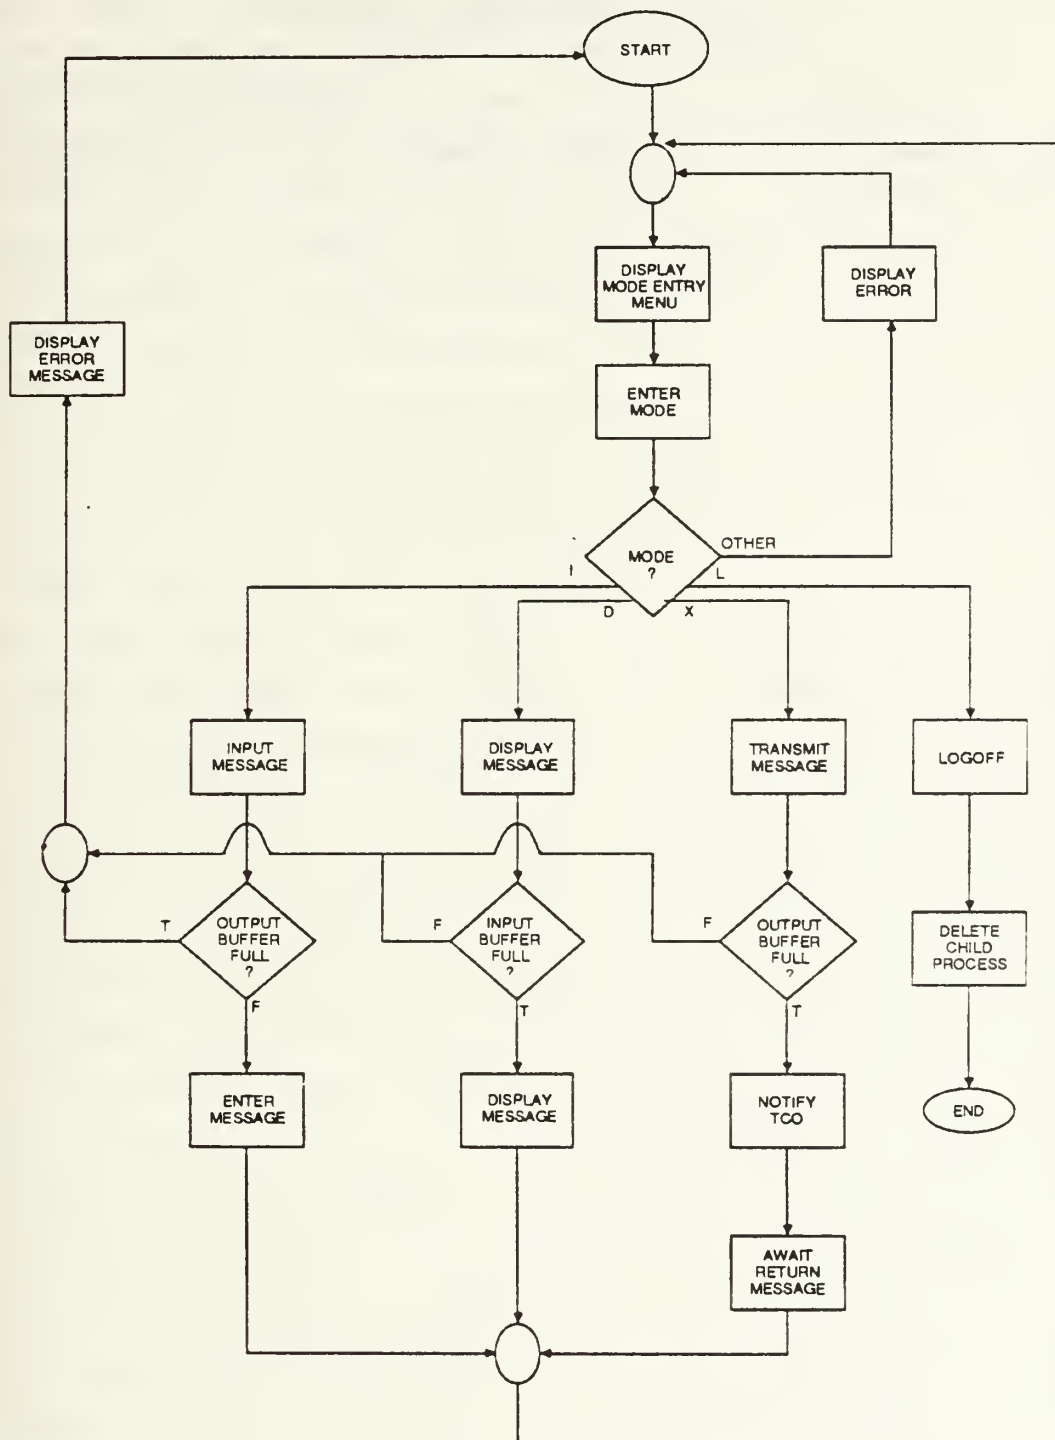 START
DISPLAY
MODE ENTRY
MENU
DISPLAY
ERROR
DISPLAY
ERROR
MESSAGE
ENTER
MODE
MODE
?
OTHER
I
L
D
X
INPUT
MESSAGE
DISPLAY
MESSAGE
TRANSMIT
MESSAGE
LOGOFF
T
OUTPUT
BUFFER
FULL
?
F
F
INPUT
BUFFER
FULL
?
T
F
OUTPUT
BUFFER
FULL
?
T
DELETE
CHILD
PROCESS
ENTER
MESSAGE
DISPLAY
MESSAGE
NOTIFY
TCO
END
AWAIT
RETURN
MESSAGE